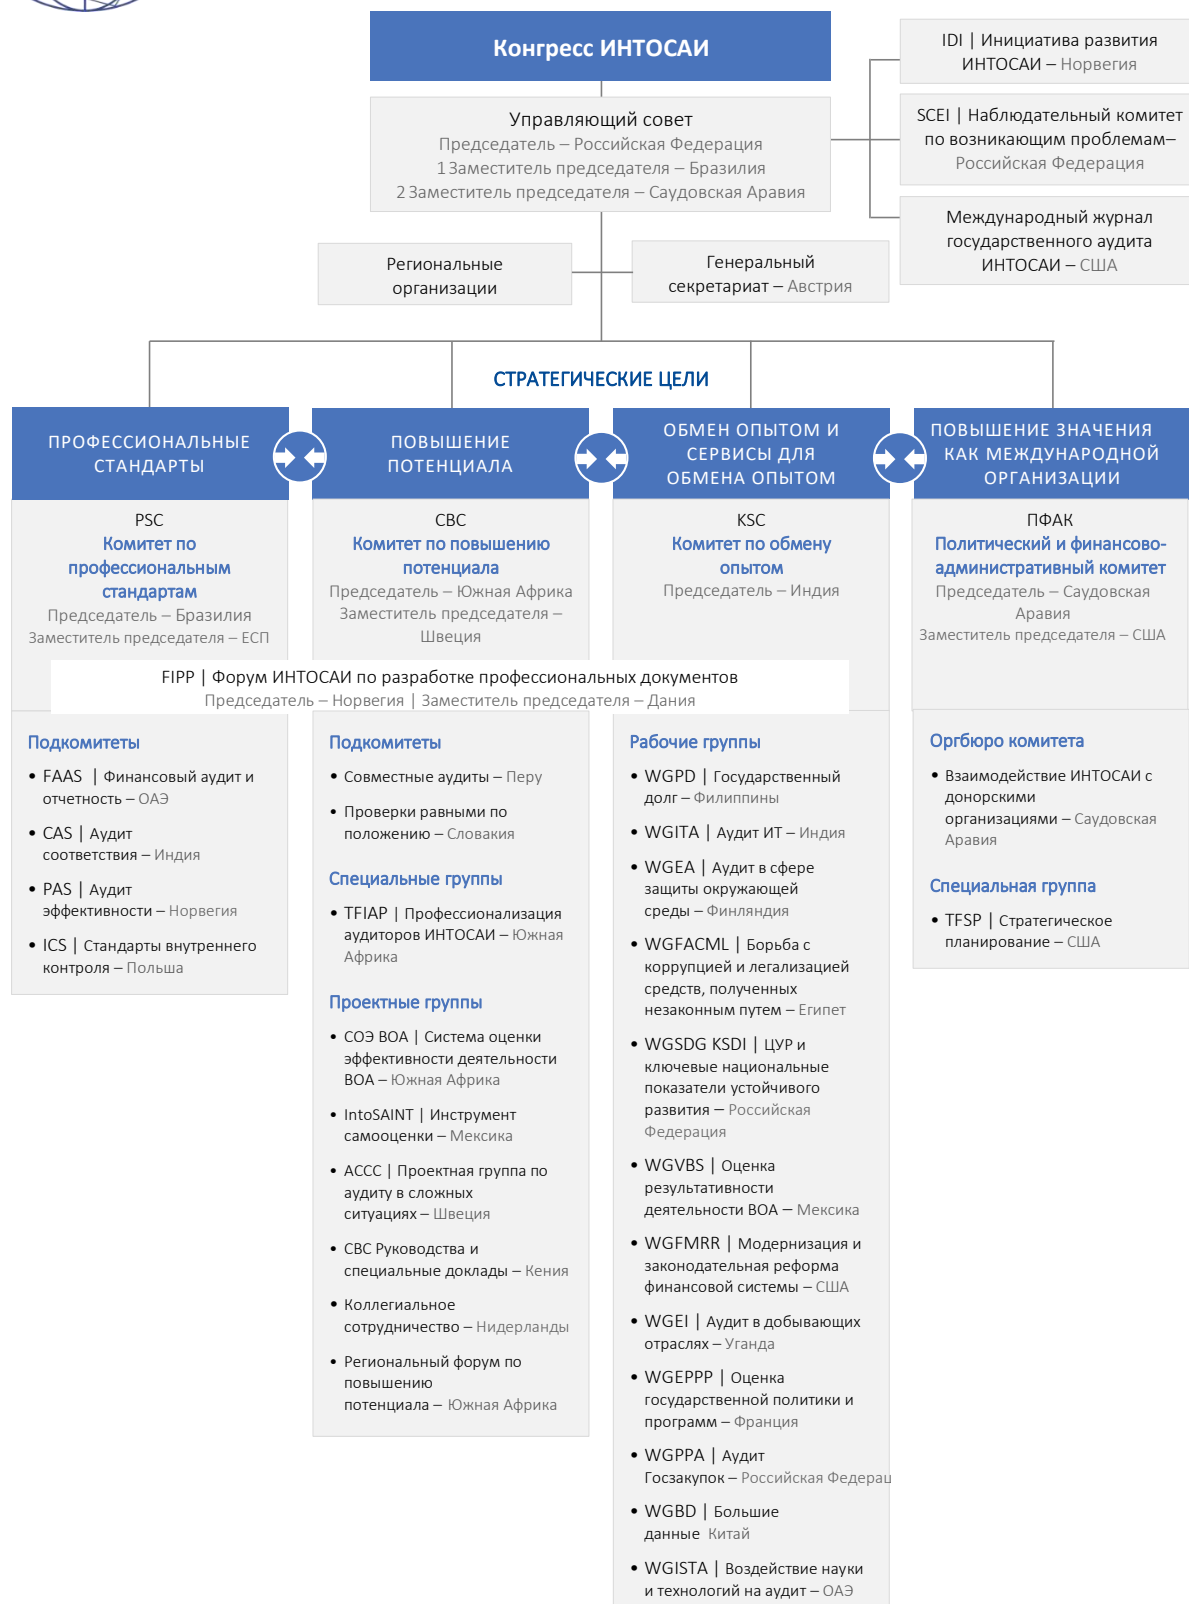 Конгресс ИНТОСАИ
Управляющий совет
Председатель – Российская Федерация
1 Заместитель председателя – Бразилия
2 Заместитель председателя – Саудовская Аравия
IDI | Инициатива развития
ИНТОСАИ – Норвегия
SCEI | Наблюдательный комитет
по возникающим проблемам–
Российская Федерация
Международный журнал
государственного аудита
ИНТОСАИ – США
Региональные
организации
Генеральный
секретариат – Австрия
СТРАТЕГИЧЕСКИЕ ЦЕЛИ
ПРОФЕССИОНАЛЬНЫЕ
СТАНДАРТЫ
ПОВЫШЕНИЕ
ПОТЕНЦИАЛА
ОБМЕН ОПЫТОМ И
СЕРВИСЫ ДЛЯ
ОБМЕНА ОПЫТОМ
ПОВЫШЕНИЕ ЗНАЧЕНИЯ
КАК МЕЖДУНАРОДНОЙ
ОРГАНИЗАЦИИ
PSC
Комитет по
профессиональным
стандартам
Председатель – Бразилия
Заместитель председателя – ЕСП
CBC
Комитет по повышению
потенциала
Председатель – Южная Африка
Заместитель председателя –
Швеция
KSC
Комитет по обмену
опытом
Председатель – Индия
ПФАК
Политический и финансово-
административный комитет
Председатель – Саудовская
Аравия
Заместитель председателя – США
FIPP | Форум ИНТОСАИ по разработке профессиональных документов
Председатель – Норвегия | Заместитель председателя – Дания
Подкомитеты
• FAAS | Финансовый аудит и
отчетность – ОАЭ
• CAS | Аудит
соответствия – Индия
• PAS | Аудит
эффективности – Норвегия
• ICS | Стандарты внутреннего
контроля – Польша
Подкомитеты
• Совместные аудиты – Перу
• Проверки равными по
положению – Словакия
Специальные группы
• TFIAP | Профессионализация
аудиторов ИНТОСАИ – Южная
Африка
Проектные группы
• СОЭ ВОА | Система оценки
эффективности деятельности
ВОА – Южная Африка
• IntoSAINT | Инструмент
самооценки – Мексика
• ACCC | Проектная группа по
аудиту в сложных
ситуациях – Швеция
• CBC Руководства и
специальные доклады – Кения
• Коллегиальное
сотрудничество – Нидерланды
• Региональный форум по
повышению
потенциала – Южная Африка
Рабочие группы
• WGPD | Государственный
долг – Филиппины
• WGITA | Аудит ИТ – Индия
• WGEA | Аудит в сфере
защиты окружающей
среды – Финляндия
• WGFACML | Борьба с
коррупцией и легализацией
средств, полученных
незаконным путем – Египет
• WGSDG KSDI | ЦУР и
ключевые национальные
показатели устойчивого
развития – Российская
Федерация
• WGVBS | Оценка
результативности
деятельности ВОА – Мексика
• WGFMRR | Модернизация и
законодательная реформа
финансовой системы – США
• WGEI | Аудит в добывающих
отраслях – Уганда
• WGEPPP | Оценка
государственной политики и
программ – Франция
• WGPPA | Аудит
Госзакупок – Российская Федерац
• WGBD | Большие
данные Китай
• WGISTA | Воздействие науки
и технологий на аудит – ОАЭ
Оргбюро комитета
• Взаимодействие ИНТОСАИ с
донорскими
организациями – Саудовская
Аравия
Специальная группа
• TFSP | Стратегическое
планирование – США